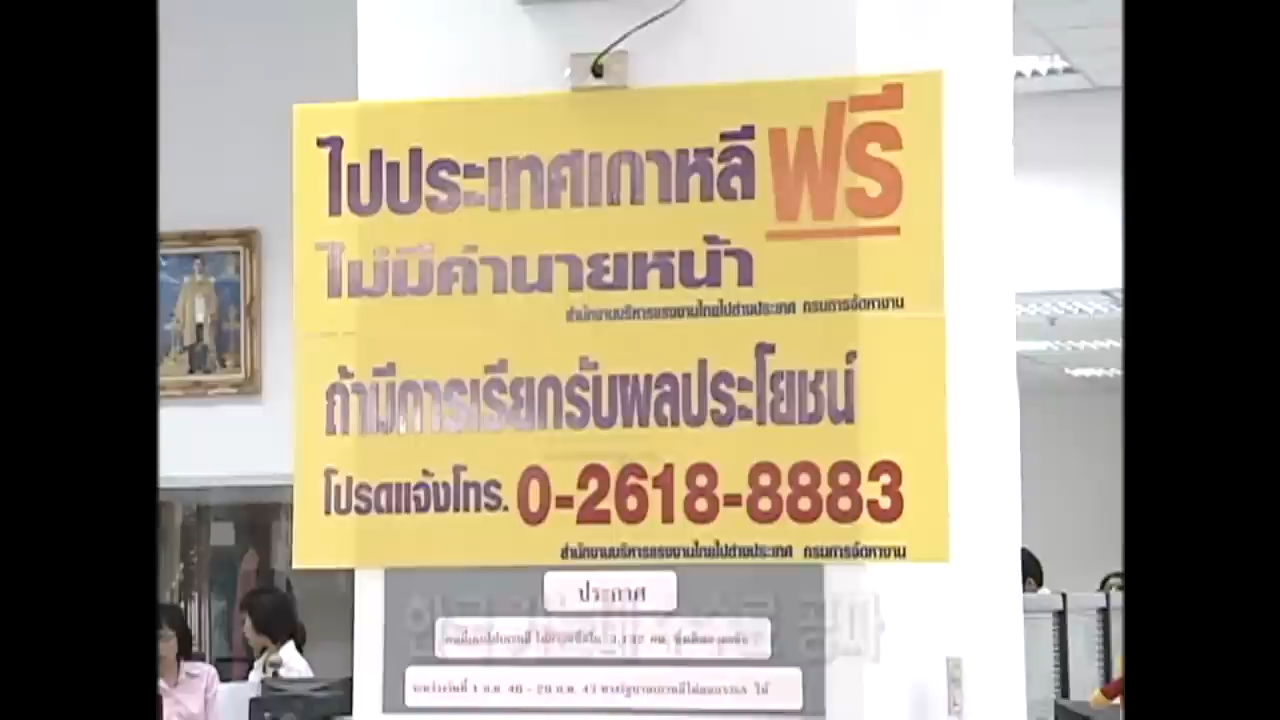 ไปประเทศเกาหลี ฟรี
ไม่มีค่านายหน้า
สำนักงานบริหารแรงงานไทยไปต่างประเทศ กรมการจัดหางาน
ถ้ามีการเรียกรับผลประโยชน์
โปรดแจ้งโทร. 0-2618-8883
สำนักงานบริหารแรงงานไทยไปต่างประเทศ กรมการจัดหางาน
ประกาศ